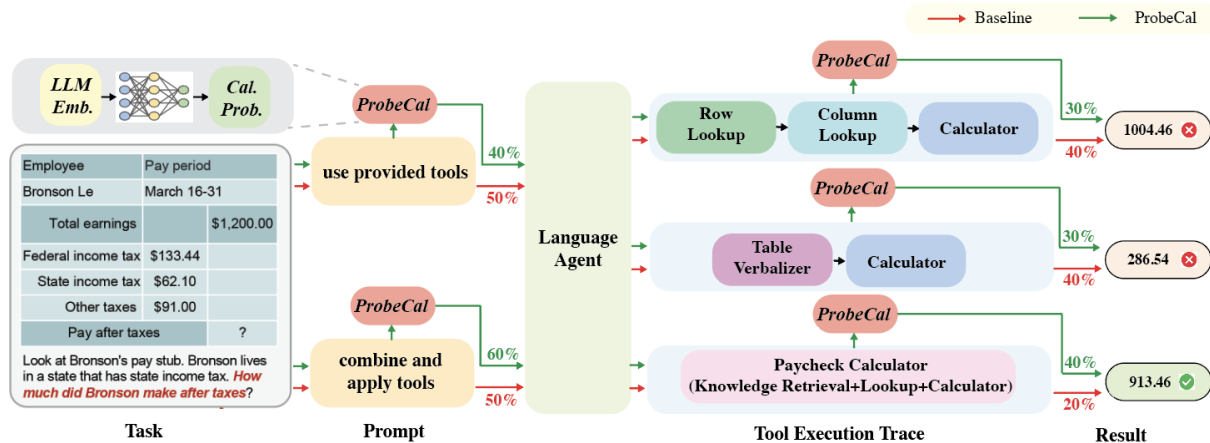 Baseline
ProbeCal
LLM
Emb.
Cal.
Prob.
ProbeCal
use provided tools
40%
50%
Employee
Pay period
Bronson Le
March 16-31
Total earnings
$1,200.00
Federal income tax
$133.44
State income tax
$62.10
Other taxes
$91.00
Pay after taxes
?
Look at Bronson's pay stub. Bronson lives
in a state that has state income tax. How
much did Bronson make after taxes?
ProbeCal
combine and
apply tools
60%
50%
Language
Agent
ProbeCal
Row
Lookup
Column
Lookup
Calculator
30%
40%
1004.46
ProbeCal
Table
Verbalizer
Calculator
30%
40%
286.54
ProbeCal
Paycheck Calculator
(Knowledge Retrieval+Lookup+Calculator)
40%
20%
913.46
Task
Prompt
Tool Execution Trace
Result